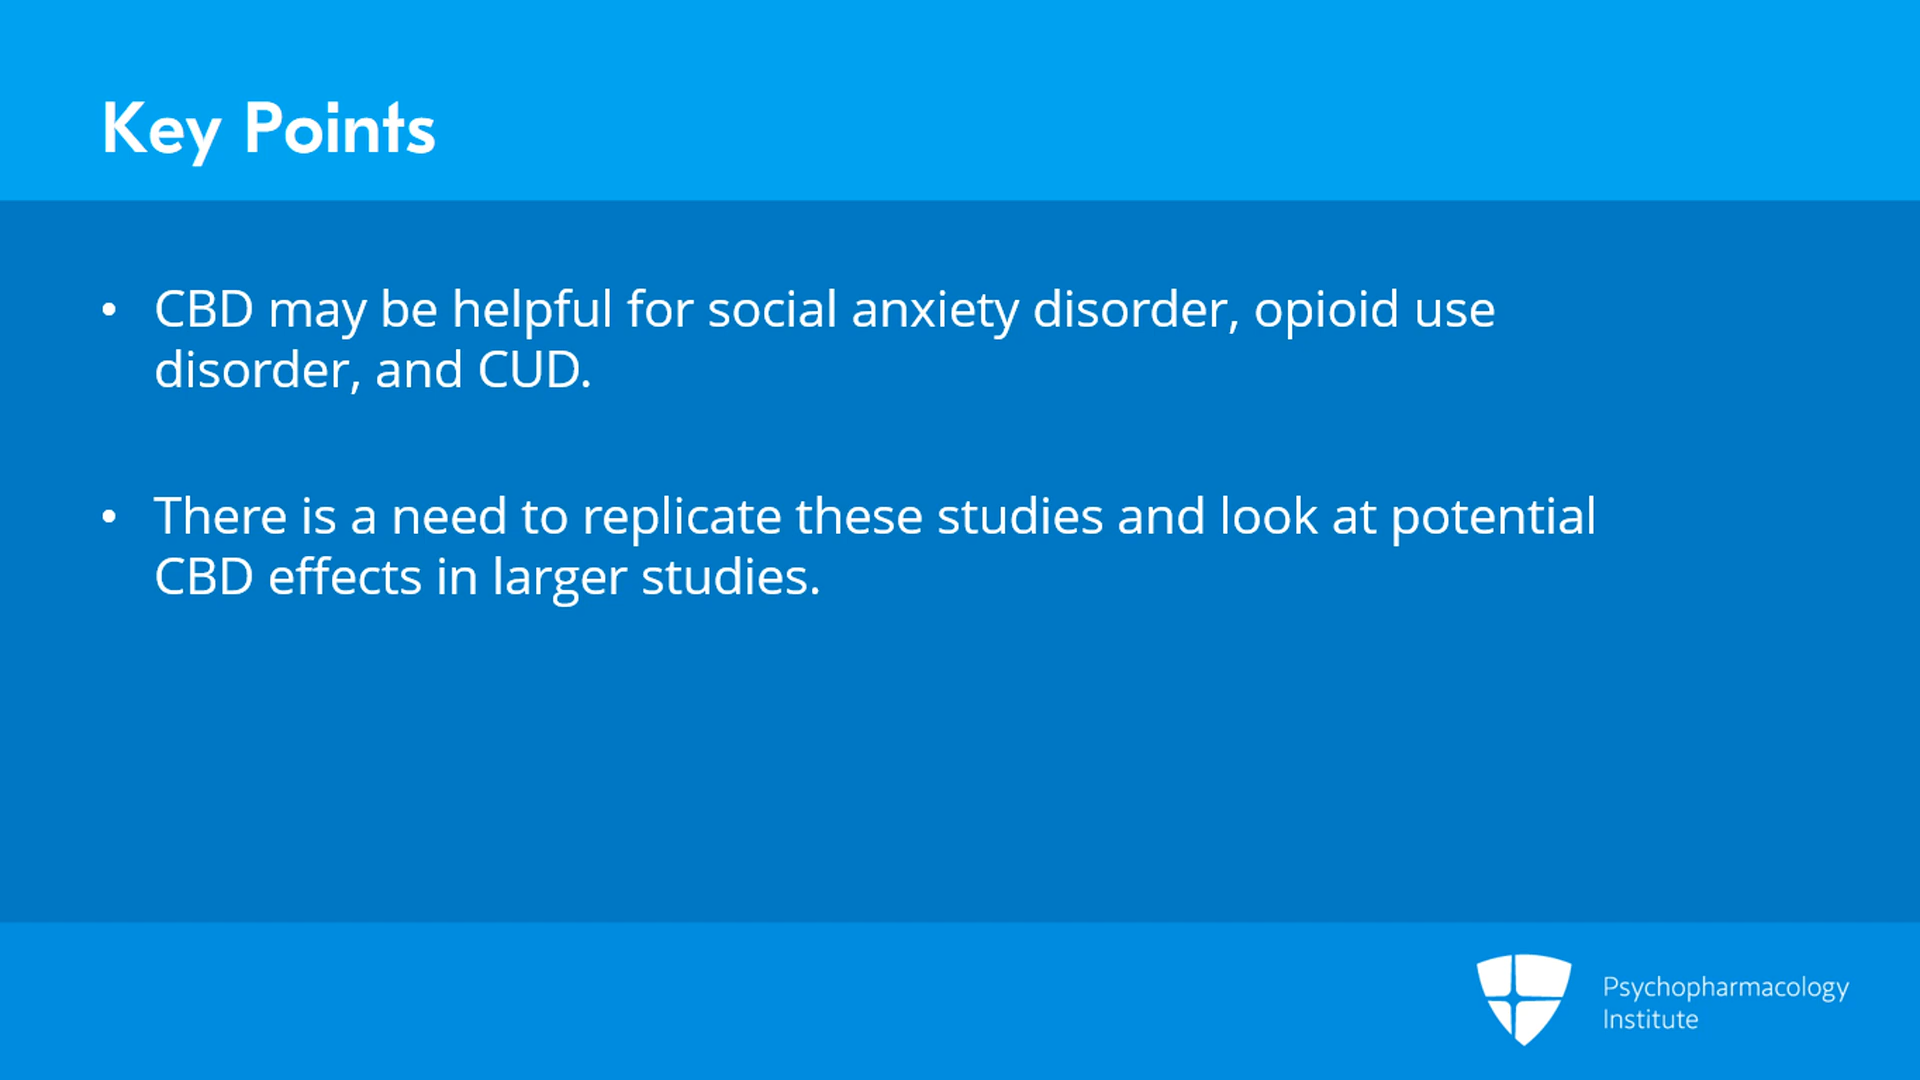 Key Points
• CBD may be helpful for social anxiety disorder, opioid use
disorder, and CUD.
• There is a need to replicate these studies and look at potential
CBD effects in larger studies.
Psychopharmacology
Institute